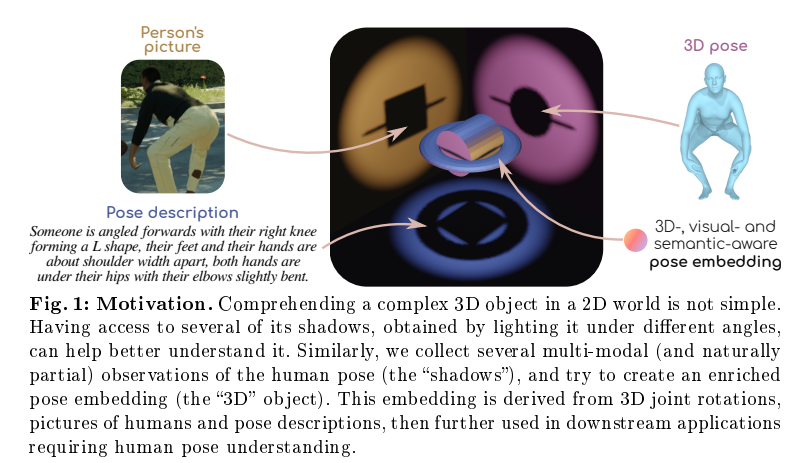 Person's
picture
3D pose
Pose description
Someone is angled forwards with their right knee
forming a L shape, their feet and their hands are
about shoulder width apart, both hands are
under their hips with their elbows slightly bent.
3D-, visual- and
semantic-aware
pose embedding
Fig. 1: Motivation. Comprehending a complex 3D object in a 2D world is not simple.
Having access to several of its shadows, obtained by lighting it under different angles,
can help better understand it. Similarly, we collect several multi-modal (and naturally
partial) observations of the human pose (the “shadows”), and try to create an enriched
pose embedding (the “3D” object). This embedding is derived from 3D joint rotations,
pictures of humans and pose descriptions, then further used in downstream applications
requiring human pose understanding.